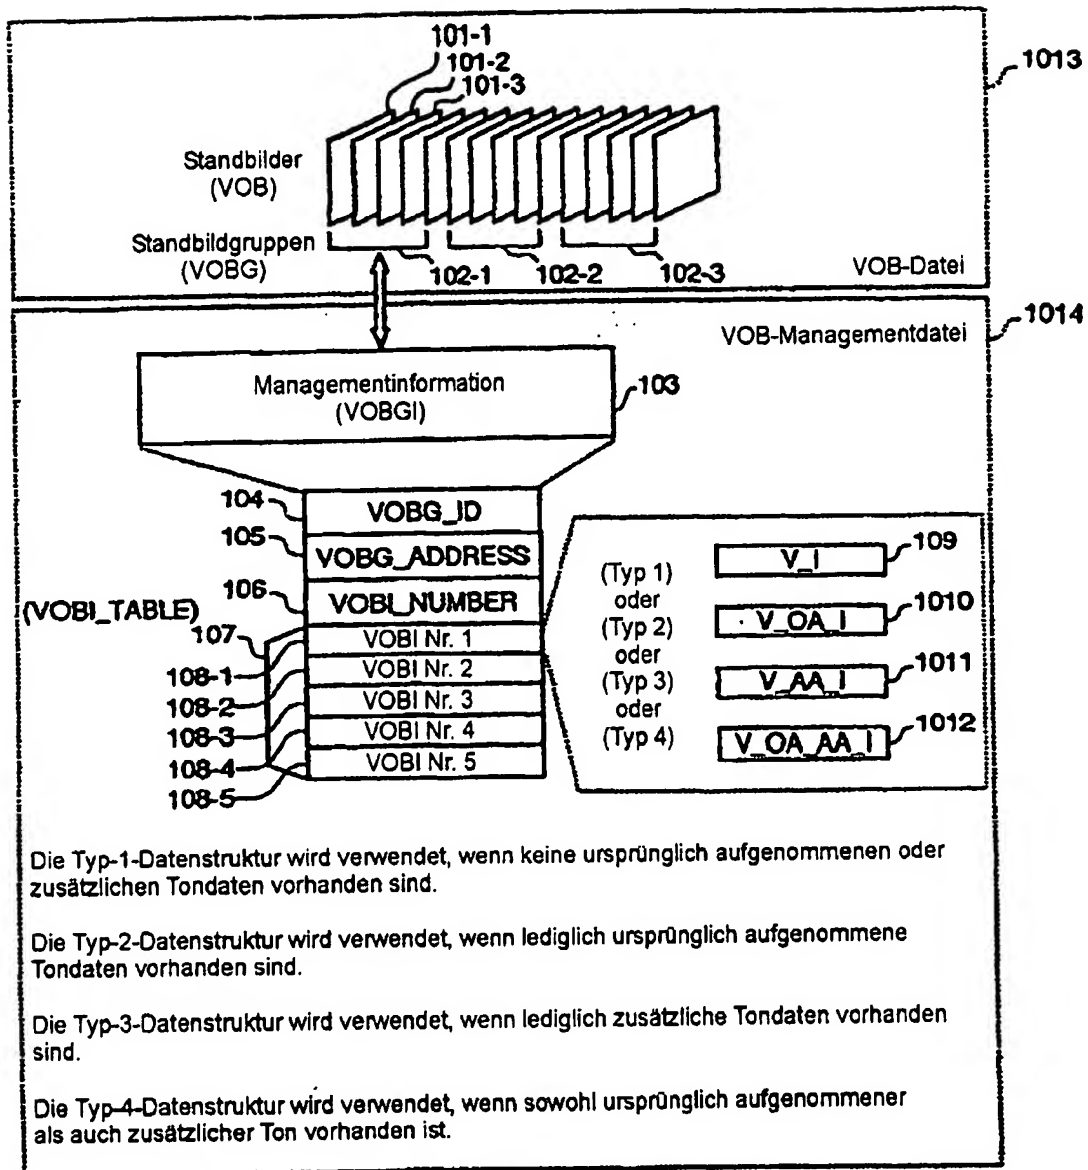 101-1
101-2
101-3
1013
Standbilder
(VOB)
Standbildgruppen
(VOBG)
102-1
102-2
102-3
VOB-Datei
1014
VOB-Managementdatei
Managementinformation
(VOBGI)
103
104
VOBG_ID
105
VOBG_ADDRESS
106
VOBI_NUMBER
(VOBI_TABLE)
107
VOBI Nr. 1
108-1
VOBI Nr. 2
108-2
VOBI Nr. 3
108-3
VOBI Nr. 4
108-4
VOBI Nr. 5
108-5
(Typ 1)
oder
(Typ 2)
oder
(Typ 3)
oder
(Typ 4)
V_I
109
V_OA_I
1010
V_AA_I
1011
V_OA_AA_I
1012
Die Typ-1-Datenstruktur wird verwendet, wenn keine ursprünglich aufgenommenen oder
zusätzlichen Tondaten vorhanden sind.
Die Typ-2-Datenstruktur wird verwendet, wenn lediglich ursprünglich aufgenommene
Tondaten vorhanden sind.
Die Typ-3-Datenstruktur wird verwendet, wenn lediglich zusätzliche Tondaten vorhanden
sind.
Die Typ-4-Datenstruktur wird verwendet, wenn sowohl ursprünglich aufgenommener
als auch zusätzlicher Ton vorhanden ist.